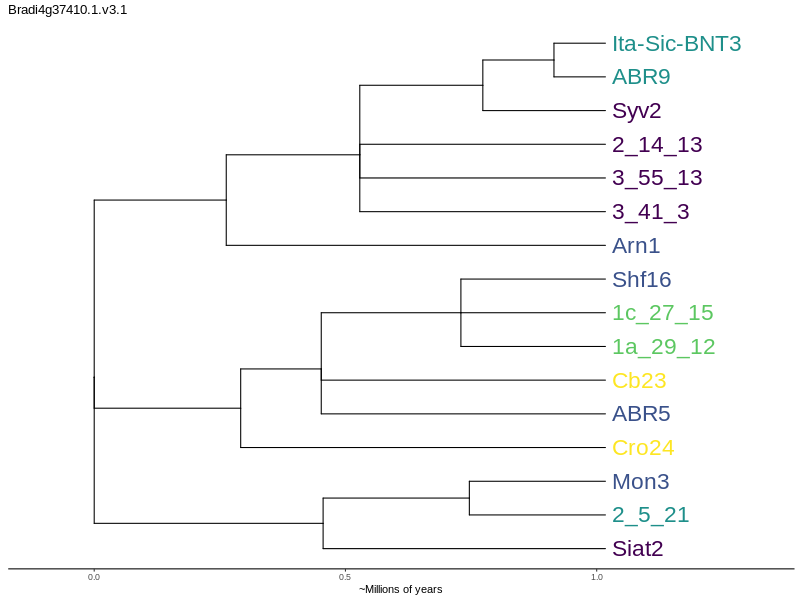 Bradi4g37410.1.v3.1
Ita-Sic-BNT3
ABR9
Syv2
2_14_13
3_55_13
3_41_3
Arn1
Shf16
1c_27_15
1a_29_12
Cb23
ABR5
Cro24
Mon3
2_5_21
Siat2
0.0 0.5 1.0
~Millions of years